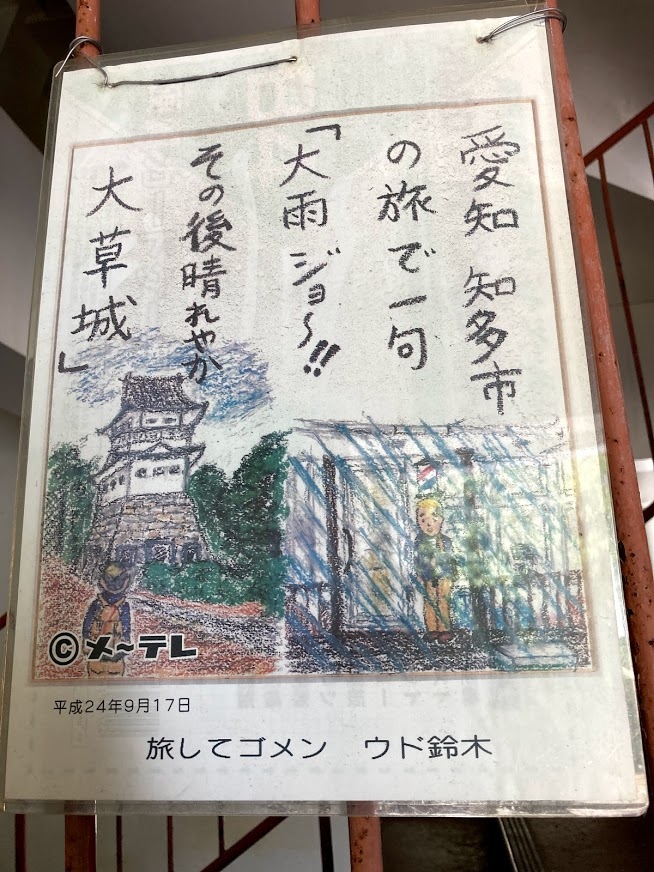 愛知 知多市
の旅で一句
「大雨ジョ〜!!
その後晴れやか
大草城」
©メ〜テレ
平成24年9月17日
旅してゴメン ウド鈴木